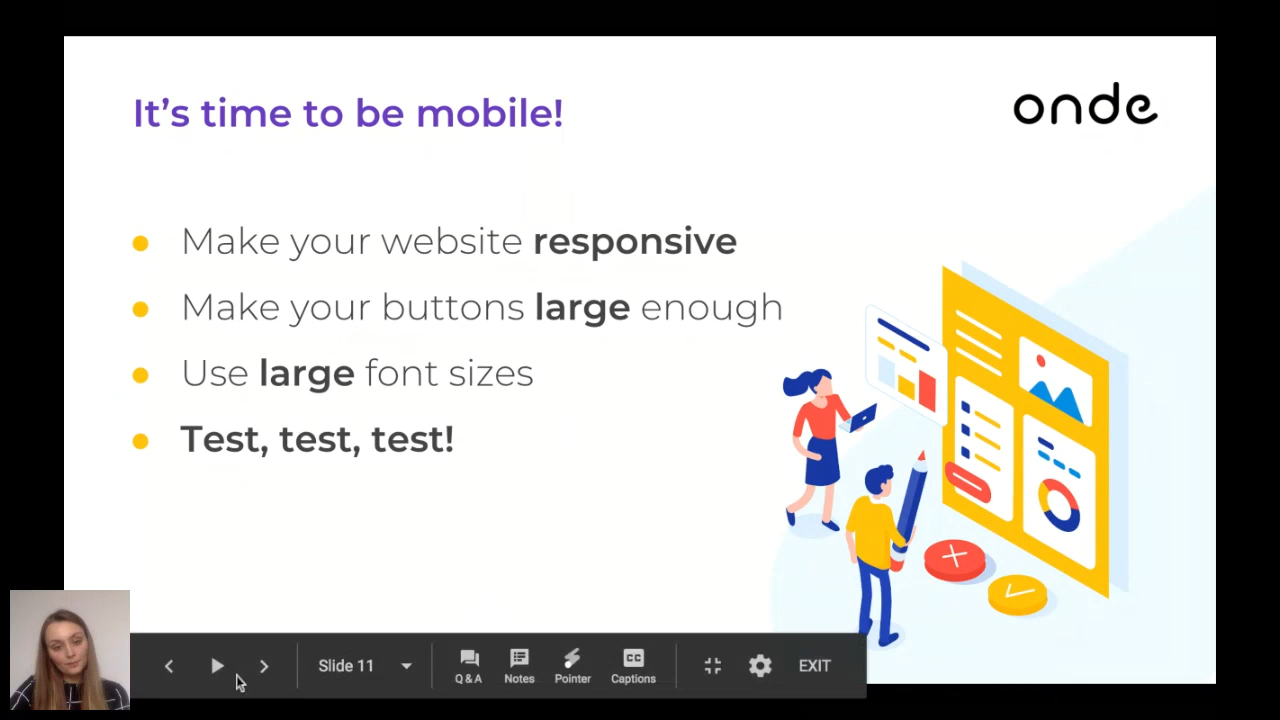 It's time to be mobile!
onde
Make your website responsive
Make your buttons large enough
Use large font sizes
Test, test, test!
Slide 11
Q & A
Notes
Pointer
CC
Captions
EXIT